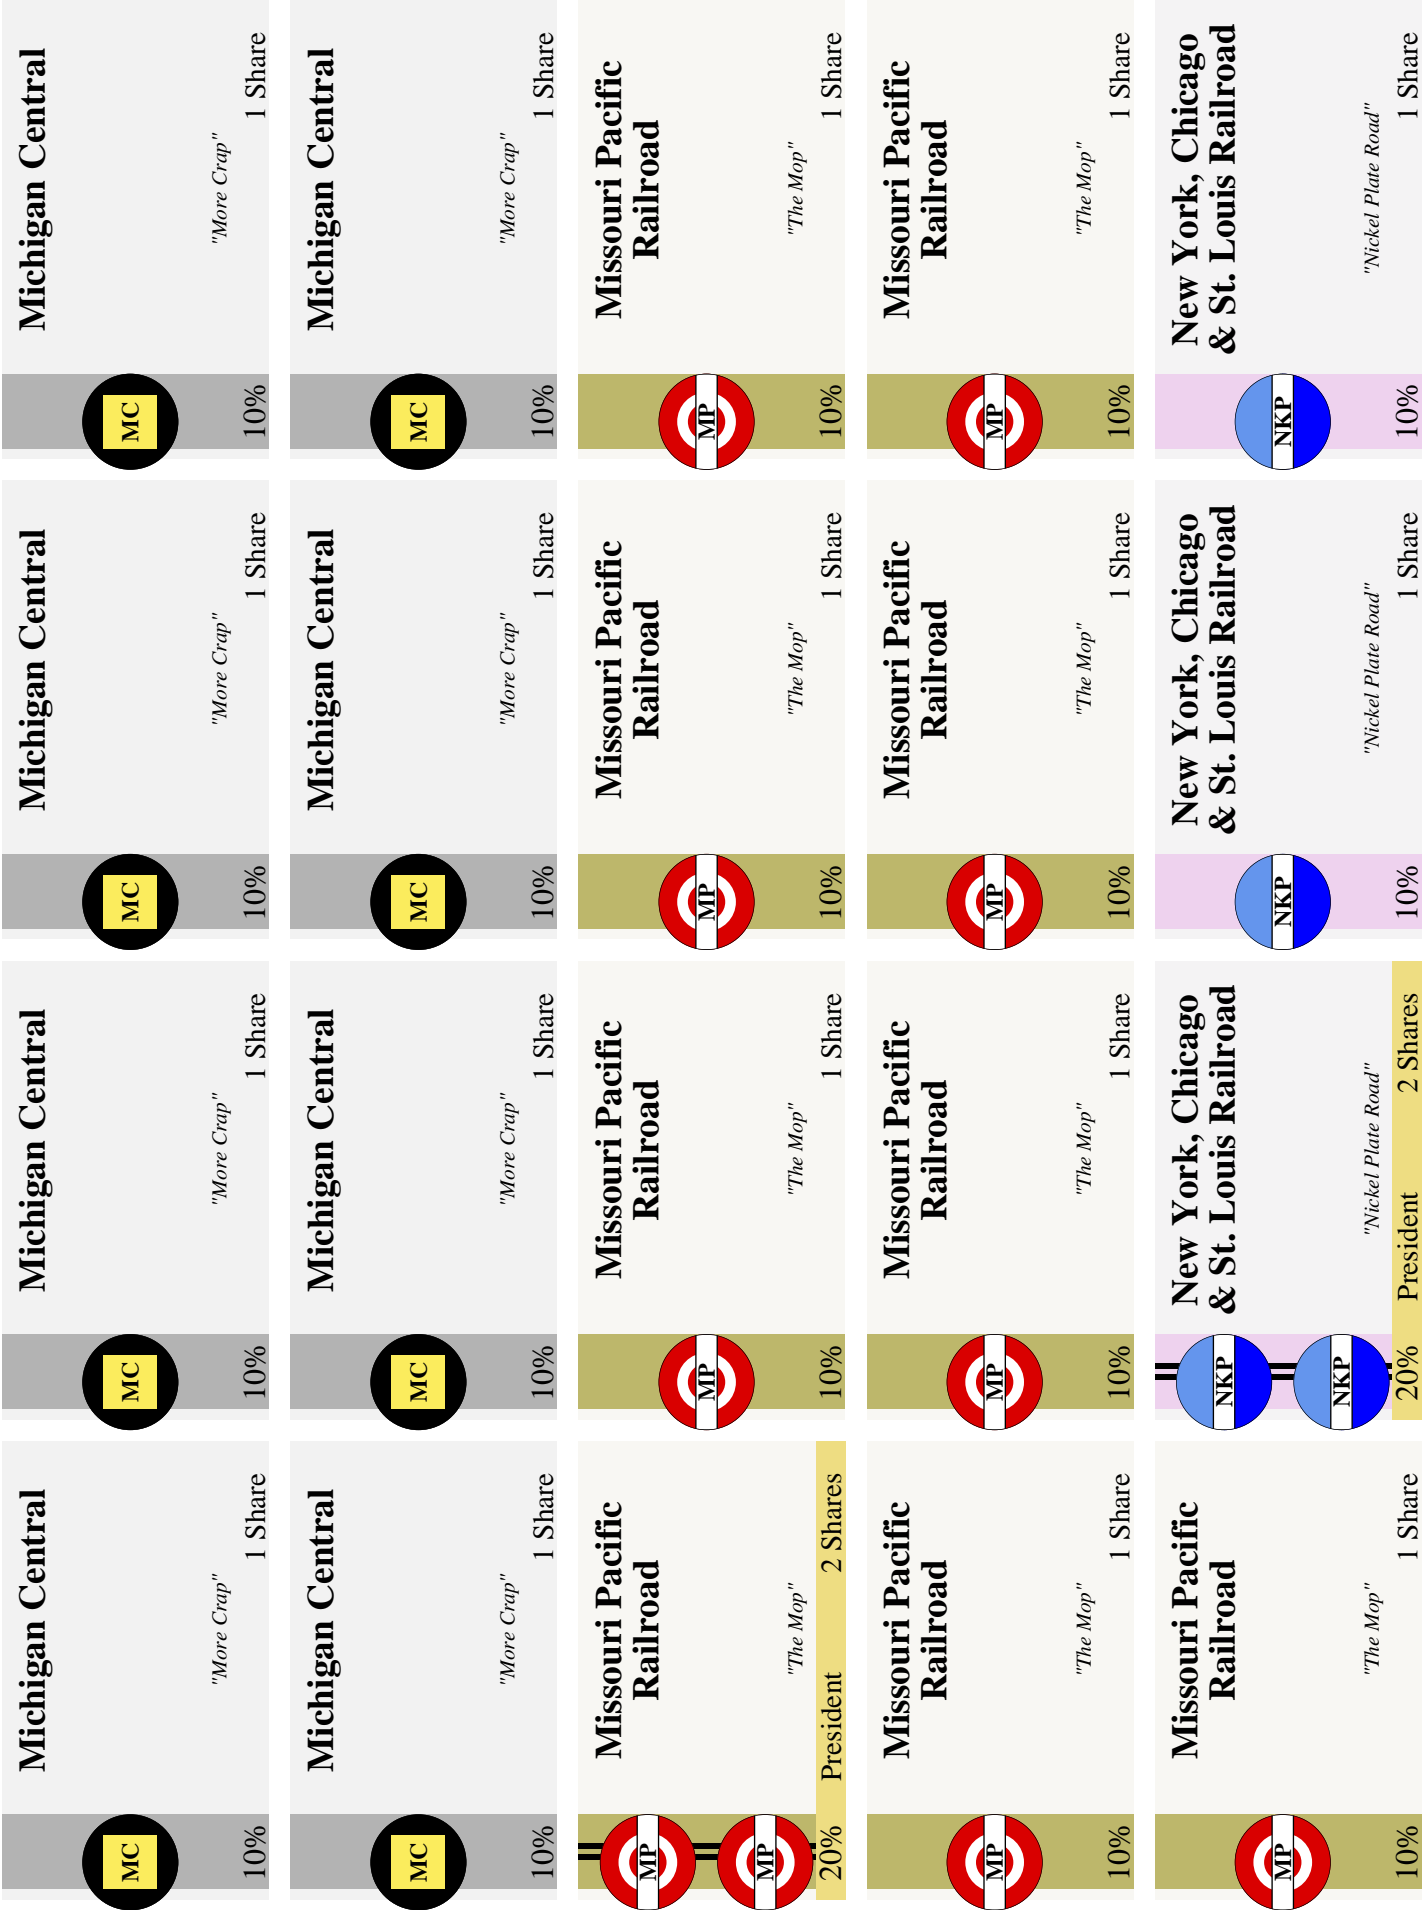 Michigan Central
MC
"More Crap"
10% 1 Share
Michigan Central
MC
"More Crap"
10% 1 Share
Michigan Central
MC
"More Crap"
10% 1 Share
Michigan Central
MC
"More Crap"
10% 1 Share
Michigan Central
MC
"More Crap"
10% 1 Share
Michigan Central
MC
"More Crap"
10% 1 Share
Michigan Central
MC
"More Crap"
10% 1 Share
Michigan Central
MC
"More Crap"
10% 1 Share
Missouri Pacific
Railroad
MP
MP
"The Mop"
20% President 2 Shares
Missouri Pacific
Railroad
MP
"The Mop"
10% 1 Share
Missouri Pacific
Railroad
MP
"The Mop"
10% 1 Share
Missouri Pacific
Railroad
MP
"The Mop"
10% 1 Share
Missouri Pacific
Railroad
MP
"The Mop"
10% 1 Share
Missouri Pacific
Railroad
MP
"The Mop"
10% 1 Share
Missouri Pacific
Railroad
MP
"The Mop"
10% 1 Share
Missouri Pacific
Railroad
MP
"The Mop"
10% 1 Share
Missouri Pacific
Railroad
MP
"The Mop"
10% 1 Share
New York, Chicago
& St. Louis Railroad
NKP
NKP
"Nickel Plate Road"
20% President 2 Shares
New York, Chicago
& St. Louis Railroad
NKP
"Nickel Plate Road"
10% 1 Share
New York, Chicago
& St. Louis Railroad
NKP
"Nickel Plate Road"
10% 1 Share